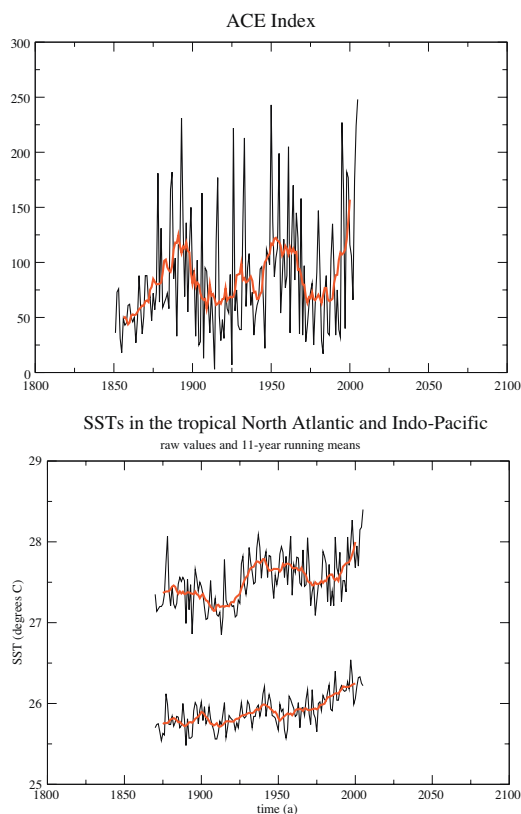 ACE Index
300
250
200
150
100
50
0
1800 1850 1900 1950 2000 2050 2100
SSTs in the tropical North Atlantic and Indo-Pacific
raw values and 11-year running means
29
28
27
26
25
SST (degrees C)
1800 1850 1900 1950 2000 2050 2100
time (a)